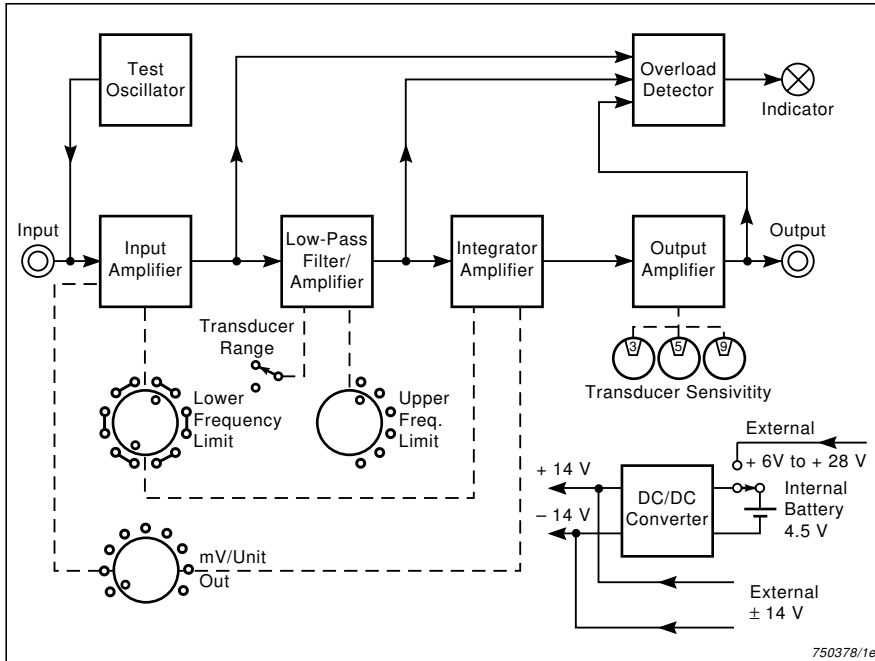 Test
Oscillator
Overload
Detector
Indicator
Input
Input
Amplifier
Low-Pass
Filter/
Amplifier
Integrator
Amplifier
Output
Amplifier
Output
Transducer
Range
3
5
9
Transducer Sensivitity
Lower
Frequency
Limit
Upper
Freq.
Limit
External
+ 6V to + 28 V
+ 14 V
– 14 V
DC/DC
Converter
Internal
Battery
4.5 V
mV/Unit
Out
External
± 14 V
750378/1e